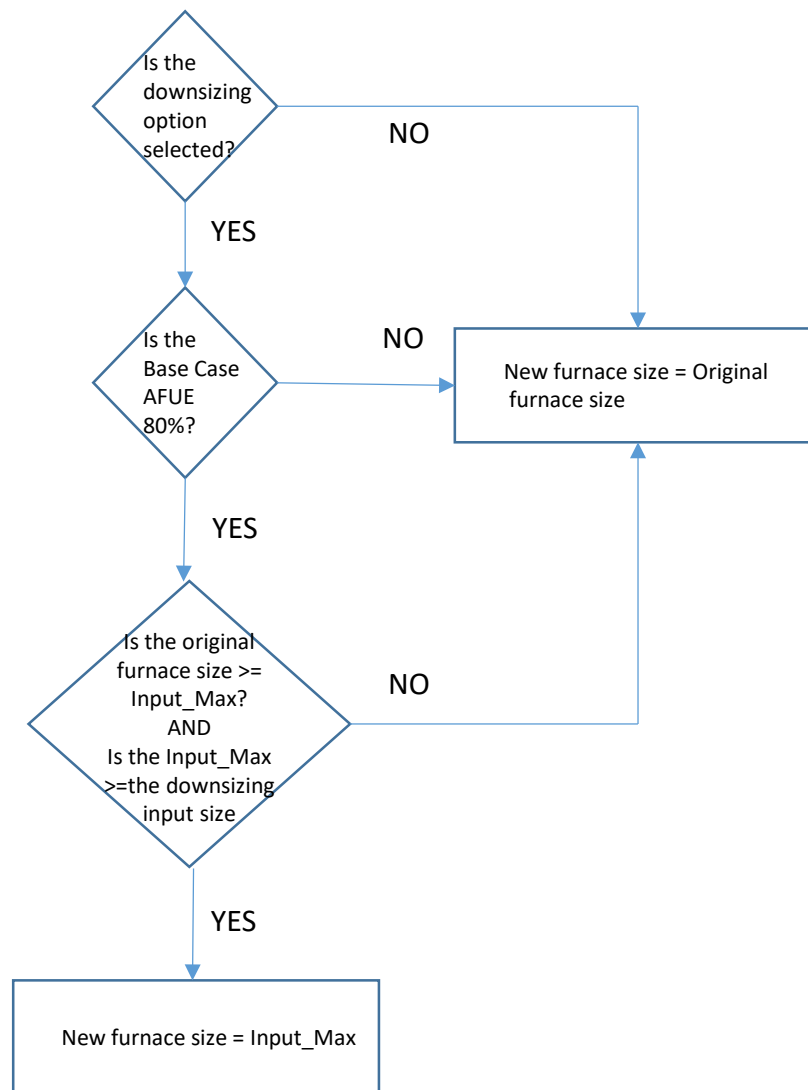 Is the
downsizing
option
selected?
NO
YES
Is the
Base Case
AFUE
80%?
NO
New furnace size = Original
furnace size
YES
Is the original
furnace size >=
Input_Max?
AND
Is the Input_Max
>=the downsizing
input size
NO
YES
New furnace size = Input_Max